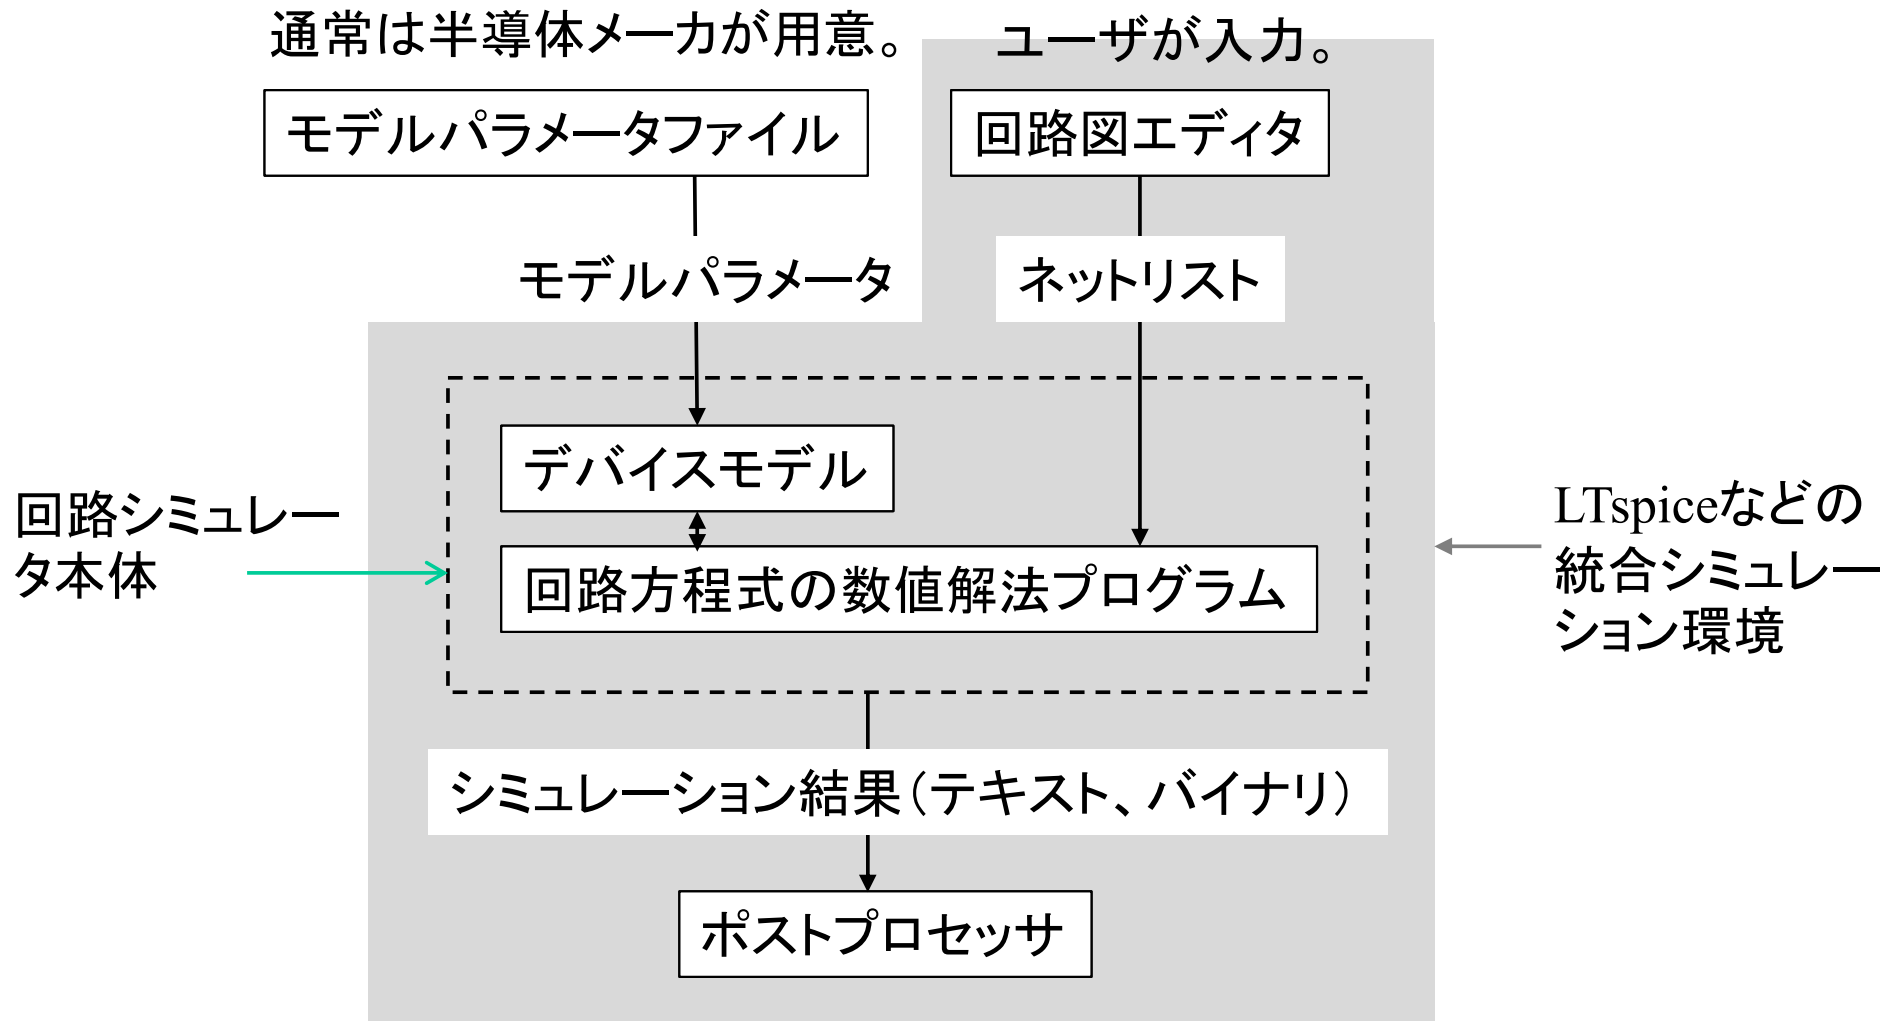 通常は半導体メーカが用意。
ユーザが入力。
モデルパラメータファイル
回路図エディタ
モデルパラメータ
ネットリスト
デバイスモデル
回路シミュレー
タ本体
LTspiceなどの
統合シミュレー
ション環境
回路方程式の数値解法プログラム
シミュレーション結果（テキスト、バイナリ）
ポストプロセッサ